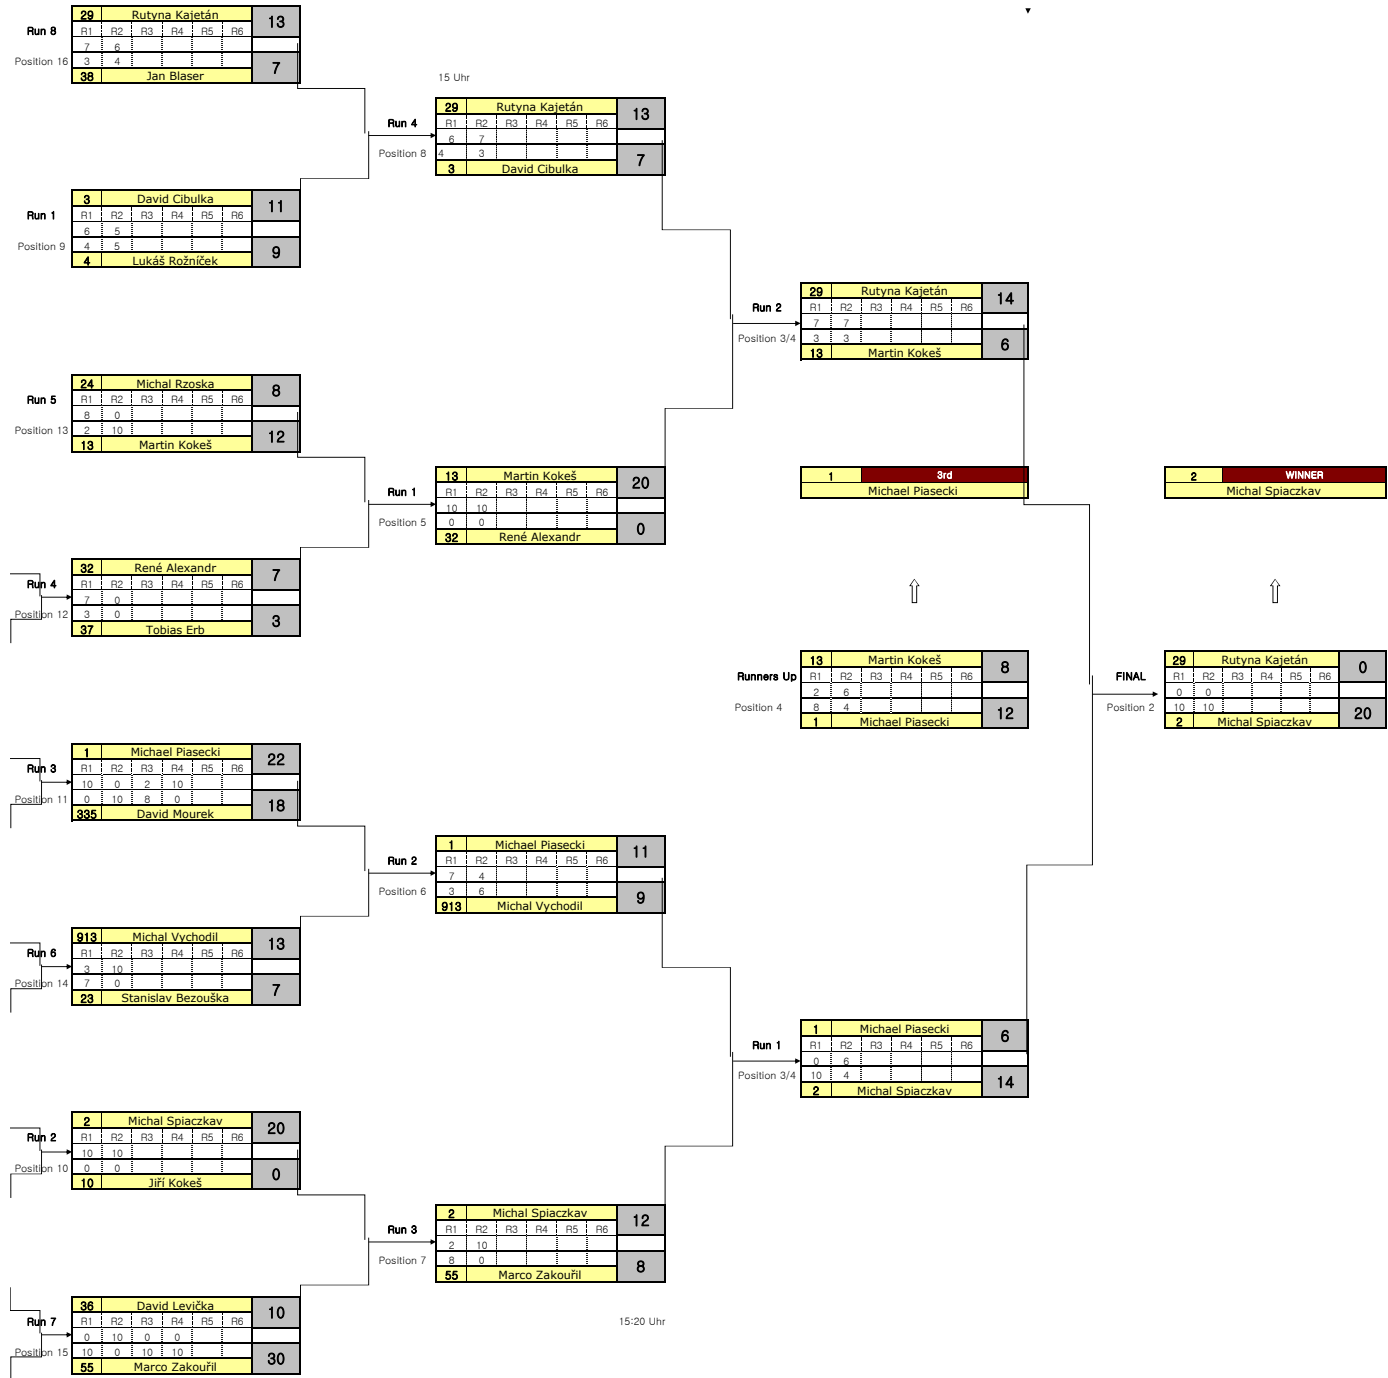 29 Rutyna Kajetán 13
Run 8 R1 R2 R3 R4 R5 R6
7 6
Position 16 3 4 7
38 Jan Blaser
15 Uhr
29 Rutyna Kajetán 13
Run 4 R1 R2 R3 R4 R5 R6
6 7
Position 8 4 3 7
3 David Cibulka
3 David Cibulka 11
Run 1 R1 R2 R3 R4 R5 R6
6 5
Position 9 4 5 9
4 Lukáš Rožníček
29 Rutyna Kajetán 14
Run 2 R1 R2 R3 R4 R5 R6
7 7
Position 3/4 3 3 6
13 Martin Kokeš
24 Michal Rzoska 8
Run 5 R1 R2 R3 R4 R5 R6
8 0
Position 13 2 10 12
13 Martin Kokeš
13 Martin Kokeš 20
Run 1 R1 R2 R3 R4 R5 R6
10 10
Position 5 0 0 0
32 René Alexandr
1 3rd
Michael Piasecki
2 WINNER
Michal Spiaczkav
32 René Alexandr 7
Run 4 R1 R2 R3 R4 R5 R6
7 0
Position 12 3 0 3
37 Tobias Erb
13 Martin Kokeš 8
Runners Up R1 R2 R3 R4 R5 R6
2 6
Position 4 8 4 12
1 Michael Piasecki
29 Rutyna Kajetán 0
FINAL R1 R2 R3 R4 R5 R6
0 0
Position 2 10 10 20
2 Michal Spiaczkav
1 Michael Piasecki 22
Run 3 R1 R2 R3 R4 R5 R6
10 0 2 10
Position 11 0 10 8 0 18
335 David Mourek
1 Michael Piasecki 11
Run 2 R1 R2 R3 R4 R5 R6
7 4
Position 6 3 6 9
913 Michal Vychodil
913 Michal Vychodil 13
Run 6 R1 R2 R3 R4 R5 R6
3 10
Position 14 7 0 7
23 Stanislav Bezouška
1 Michael Piasecki 6
Run 1 R1 R2 R3 R4 R5 R6
0 6
Position 3/4 10 4 14
2 Michal Spiaczkav
2 Michal Spiaczkav 20
Run 2 R1 R2 R3 R4 R5 R6
10 10
Position 10 0 0 0
10 Jiří Kokeš
2 Michal Spiaczkav 12
Run 3 R1 R2 R3 R4 R5 R6
2 10
Position 7 8 0 8
55 Marco Zakouřil
36 David Levička 10
Run 7 R1 R2 R3 R4 R5 R6
0 10 0 0
Position 15 10 0 10 10 30
55 Marco Zakouřil
15:20 Uhr